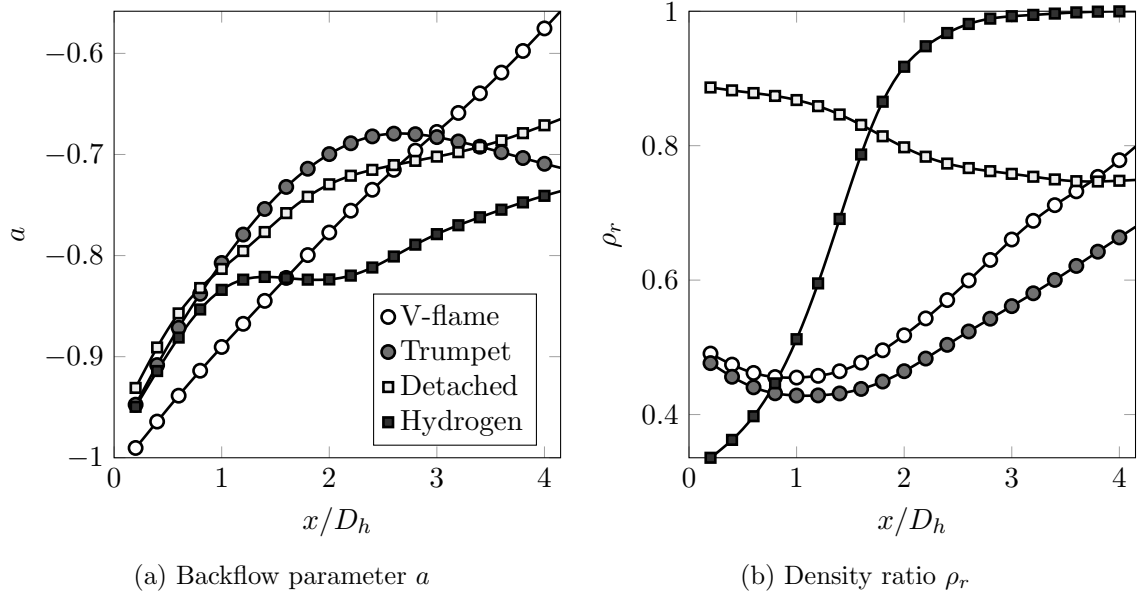 −0.6
−0.7
−0.8
−0.9
−1
a
0 1 2 3 4
x/D_h
V-flame
Trumpet
Detached
Hydrogen
(a) Backflow parameter a
1
0.8
0.6
0.4
ρ_r
0 1 2 3 4
x/D_h
(b) Density ratio ρ_r